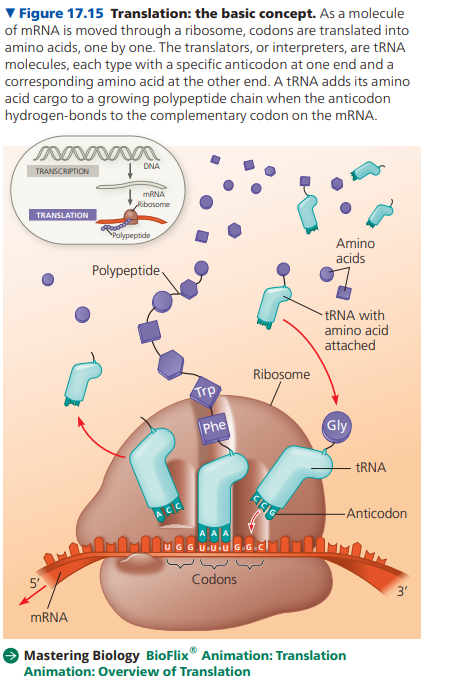 ▼ Figure 17.15 Translation: the basic concept. As a molecule
of mRNA is moved through a ribosome, codons are translated into
amino acids, one by one. The translators, or interpreters, are tRNA
molecules, each type with a specific anticodon at one end and a
corresponding amino acid at the other end. A tRNA adds its amino
acid cargo to a growing polypeptide chain when the anticodon
hydrogen-bonds to the complementary codon on the mRNA.
TRANSCRIPTION
DNA
mRNA
Ribosome
TRANSLATION
Polypeptide
Amino
acids
Polypeptide
tRNA with
amino acid
attached
Ribosome
Trp
Phe
Gly
tRNA
Anticodon
A C C
A A A
C C G
U G G U U U G G C
Codons
5′
3′
mRNA
Mastering Biology BioFlix® Animation: Translation
Animation: Overview of Translation